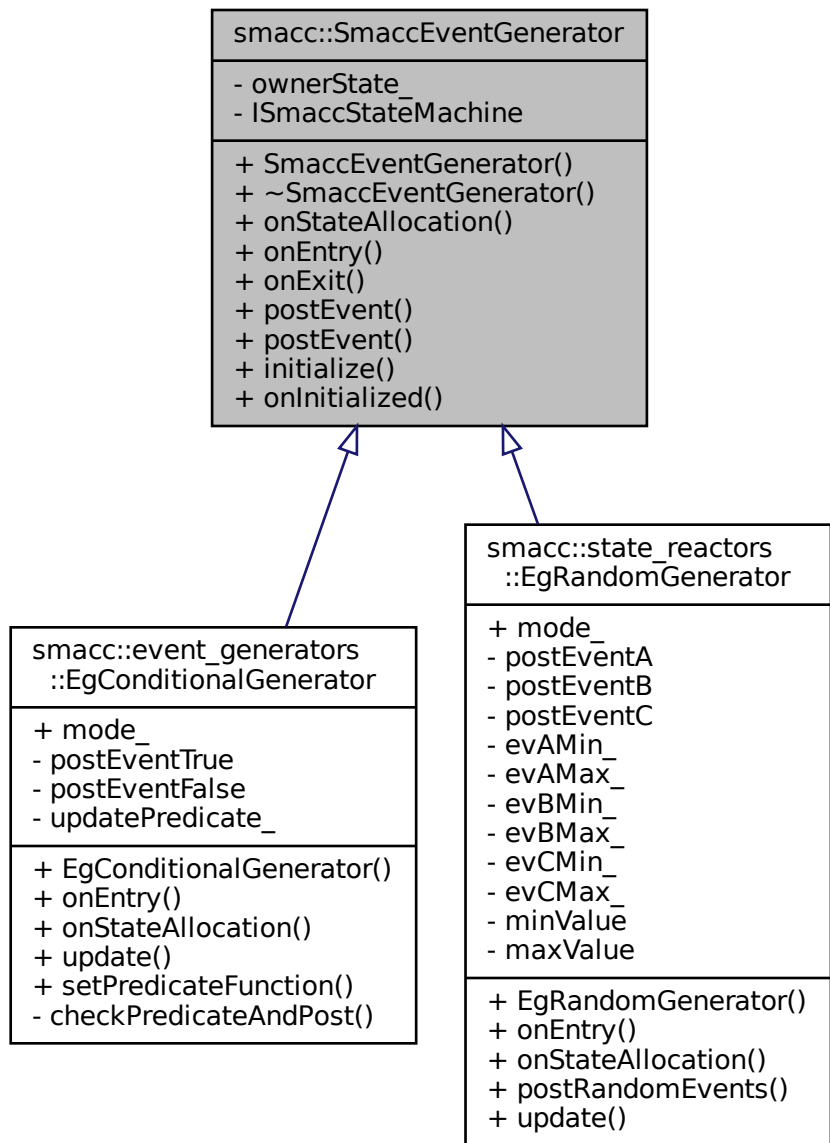 smacc::SmaccEventGenerator
- ownerState_
- ISmaccStateMachine
+ SmaccEventGenerator()
+ ~SmaccEventGenerator()
+ onStateAllocation()
+ onEntry()
+ onExit()
+ postEvent()
+ postEvent()
+ initialize()
+ onInitialized()
smacc::event_generators
::EgConditionalGenerator
+ mode_
- postEventTrue
- postEventFalse
- updatePredicate_
+ EgConditionalGenerator()
+ onEntry()
+ onStateAllocation()
+ update()
+ setPredicateFunction()
- checkPredicateAndPost()
smacc::state_reactors
::EgRandomGenerator
+ mode_
- postEventA
- postEventB
- postEventC
- evAMin_
- evAMax_
- evBMin_
- evBMax_
- evCMin_
- evCMax_
- minValue
- maxValue
+ EgRandomGenerator()
+ onEntry()
+ onStateAllocation()
+ postRandomEvents()
+ update()